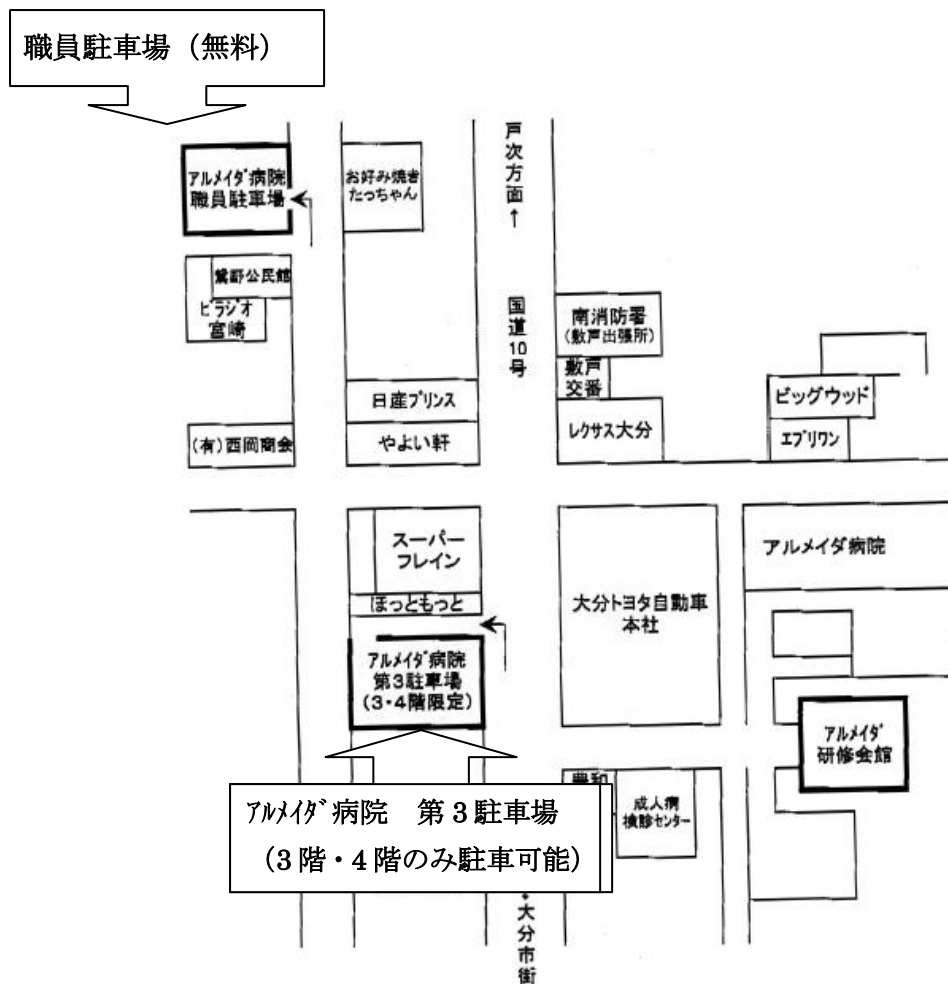 職員駐車場（無料）
アルメイダ病院
職員駐車場
お好み焼き
たっちゃん
戸次方面↑
鴛野公民館
ビラジオ
宮崎
国道10号
南消防署
(敷戸出張所)
敷戸
交番
日産プリンス
ビッグウッド
(有)西岡商会
やよい軒
レクサス大分
エブリワン
スーパー
フレイン
アルメイダ病院
ほっともっと
大分トヨタ自動車
本社
アルメイダ病院
第3駐車場
(3・4階限定)
アルメイダ
研修会館
豊和
成人病
検診センター
ｱﾙﾒｲﾀﾞ病院　第３駐車場
（３階・４階のみ駐車可能）
大分市街